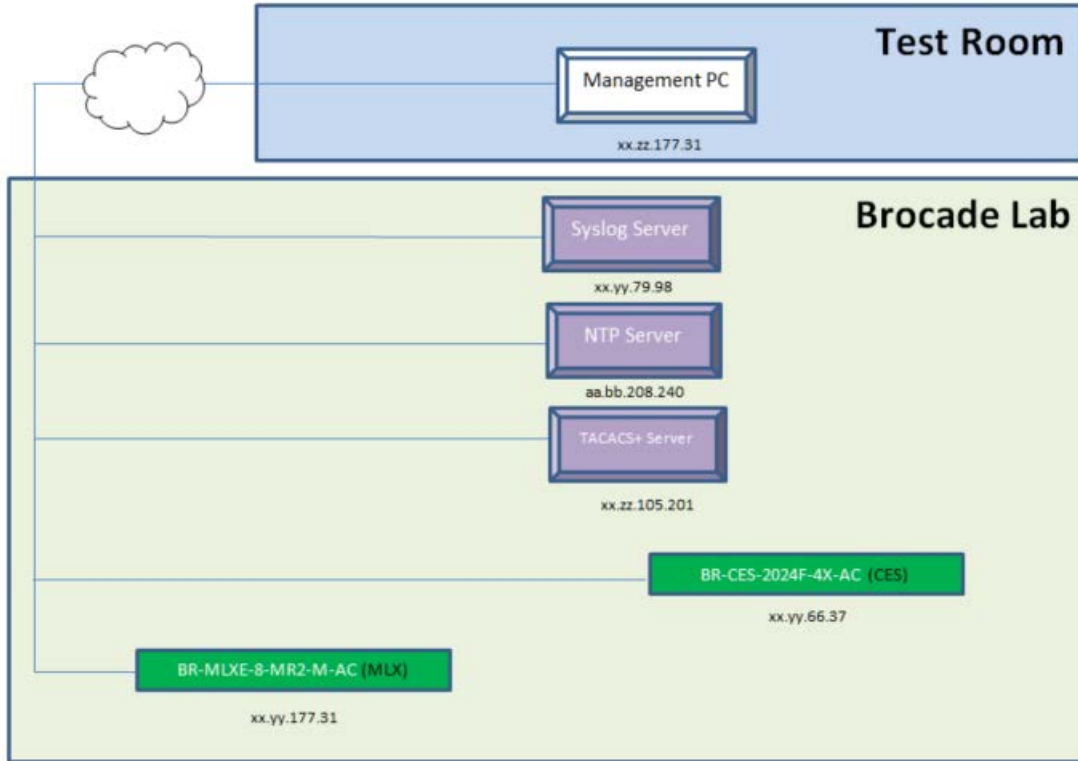 Test Room
Management PC
xx.zz.177.31
Brocade Lab
Syslog Server
xx.yy.79.98
NTP Server
aa.bb.208.240
TACACS+ Server
xx.zz.105.201
BR-CES-2024F-4X-AC (CES)
xx.yy.66.37
BR-MLXE-8-MR2-M-AC (MLX)
xx.yy.177.31